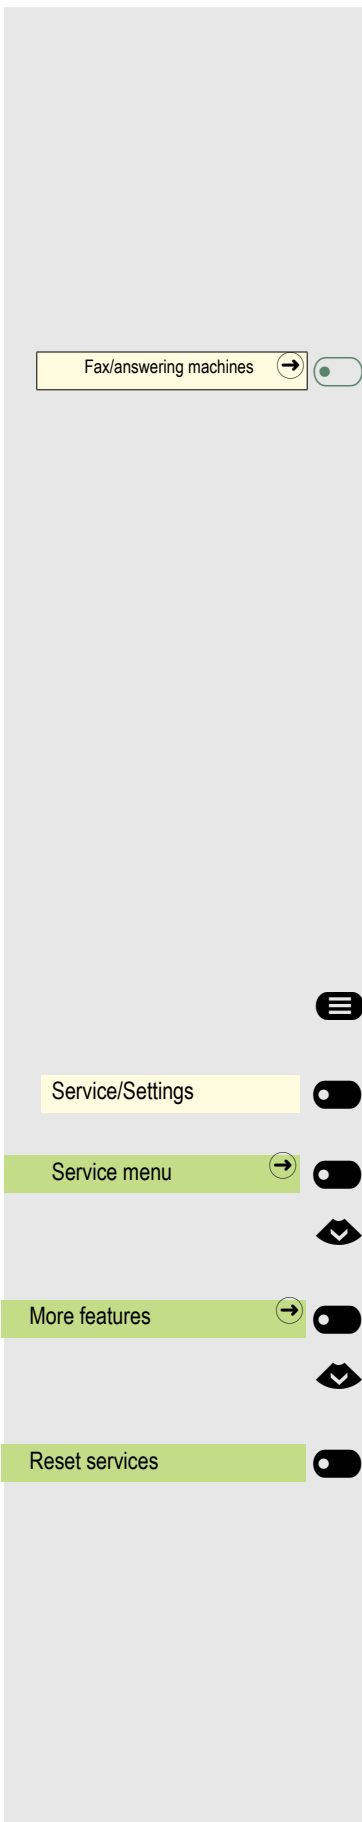 Fax/answering machines
Service/Settings
Service menu
More features
Reset services